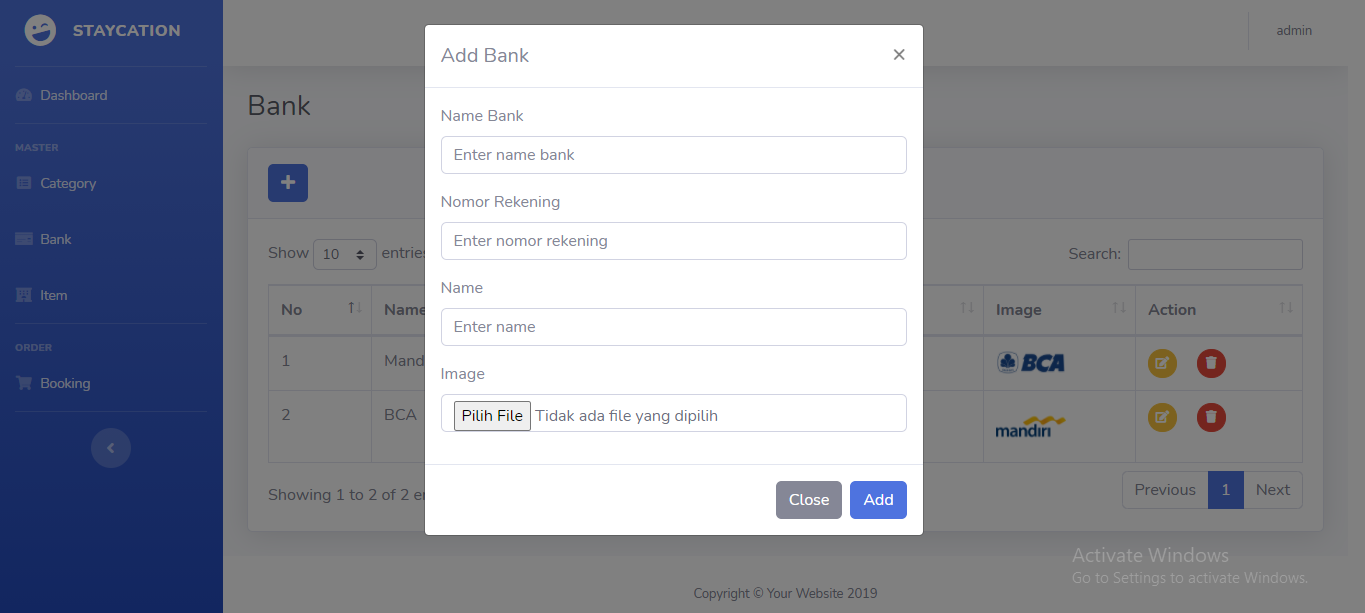 STAYCATION
Dashboard
MASTER
Category
Bank
Item
ORDER
Booking
admin
Bank
Show 10 entries
Search:
No Name Image Action
1 Mand BCA
2 BCA mandiri
Showing 1 to 2 of 2
Previous 1 Next
Add Bank ×
Name Bank
Enter name bank
Nomor Rekening
Enter nomor rekening
Name
Enter name
Image
Pilih File Tidak ada file yang dipilih
Close Add
Activate Windows
Go to Settings to activate Windows.
Copyright © Your Website 2019